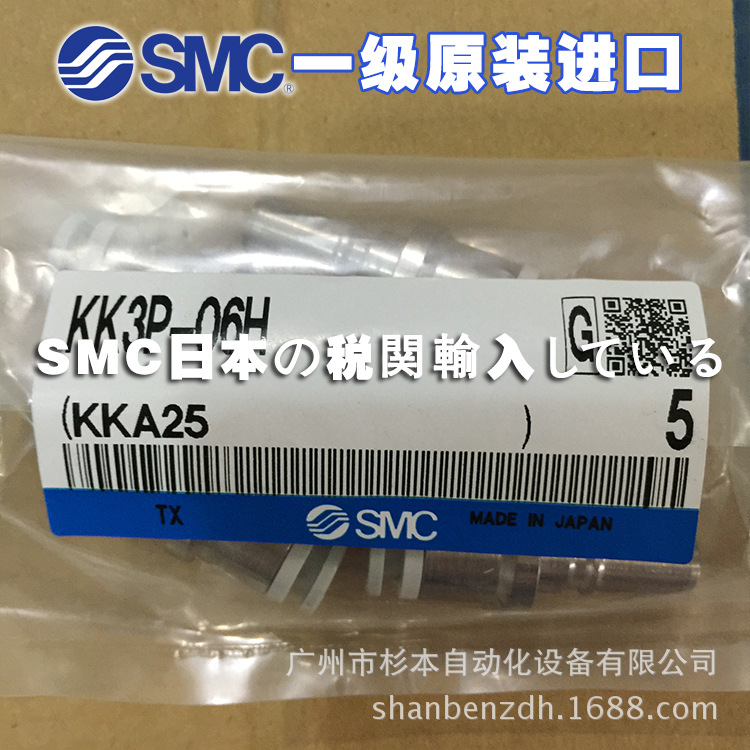 SMC® 一级原装进口
KK3P-06H
G
SMC日本の税関輸入している
(KKA25 )
5
TX
SMC
MADE IN JAPAN
广州市杉本自动化设备有限公司
shanbenzdh.1688.com